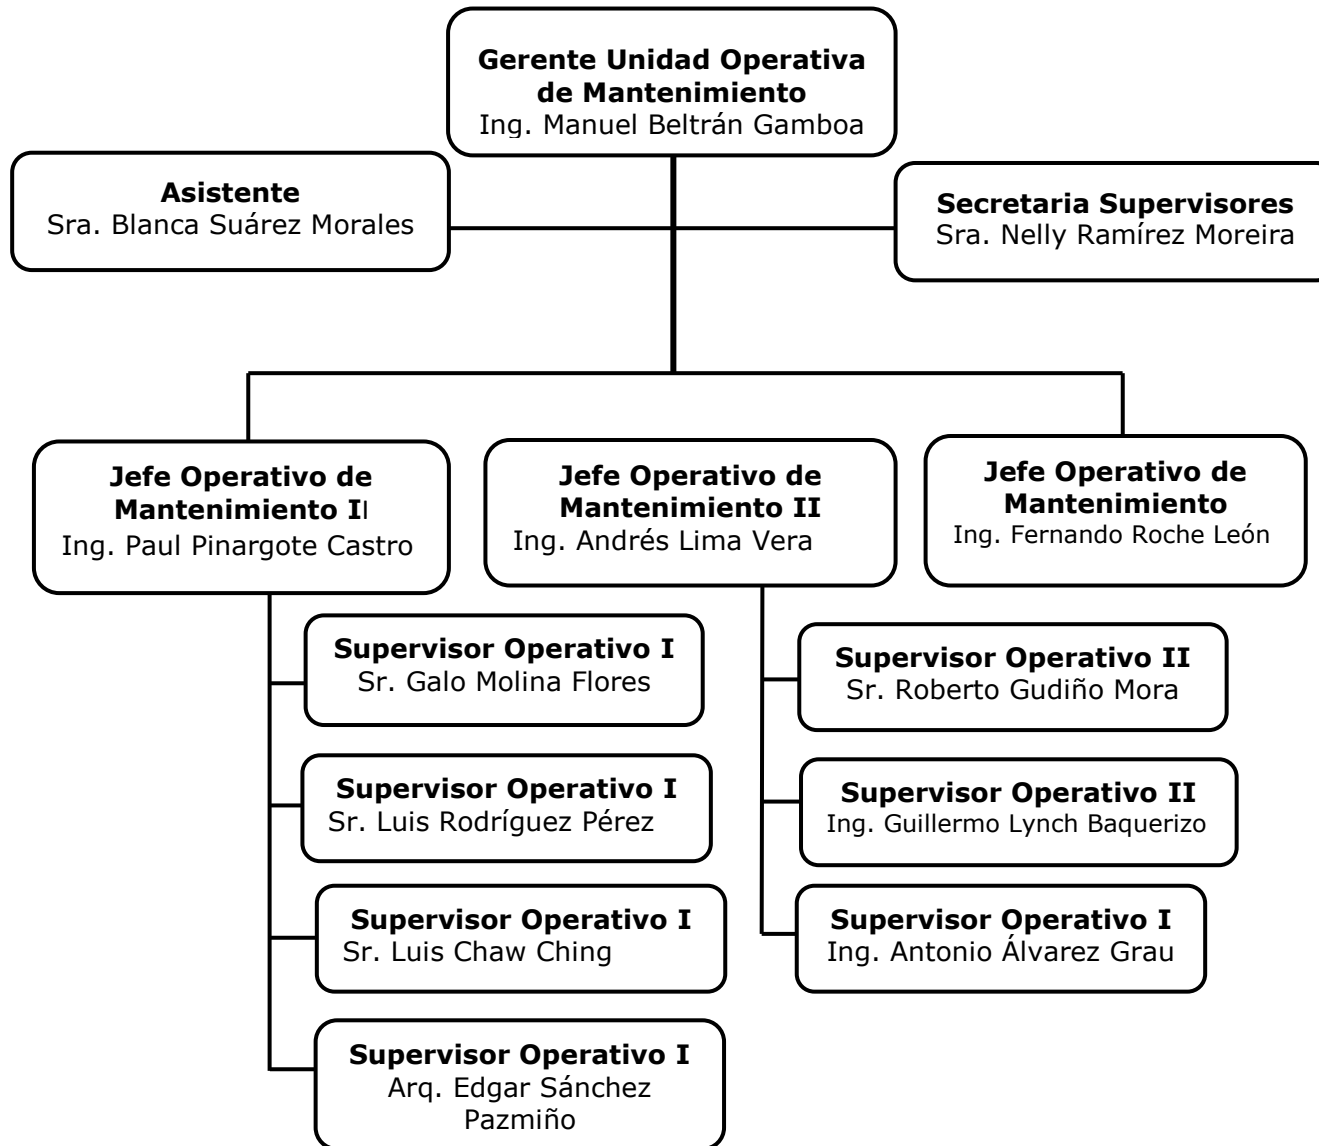 Gerente Unidad Operativa
de Mantenimiento
Ing. Manuel Beltrán Gamboa
Asistente
Sra. Blanca Suárez Morales
Secretaria Supervisores
Sra. Nelly Ramírez Moreira
Jefe Operativo de
Mantenimiento II
Ing. Paul Pinargote Castro
Jefe Operativo de
Mantenimiento II
Ing. Andrés Lima Vera
Jefe Operativo de
Mantenimiento
Ing. Fernando Roche León
Supervisor Operativo I
Sr. Galo Molina Flores
Supervisor Operativo I
Sr. Luis Rodríguez Pérez
Supervisor Operativo I
Sr. Luis Chaw Ching
Supervisor Operativo I
Arq. Edgar Sánchez
Pazmiño
Supervisor Operativo II
Sr. Roberto Gudiño Mora
Supervisor Operativo II
Ing. Guillermo Lynch Baquerizo
Supervisor Operativo I
Ing. Antonio Álvarez Grau